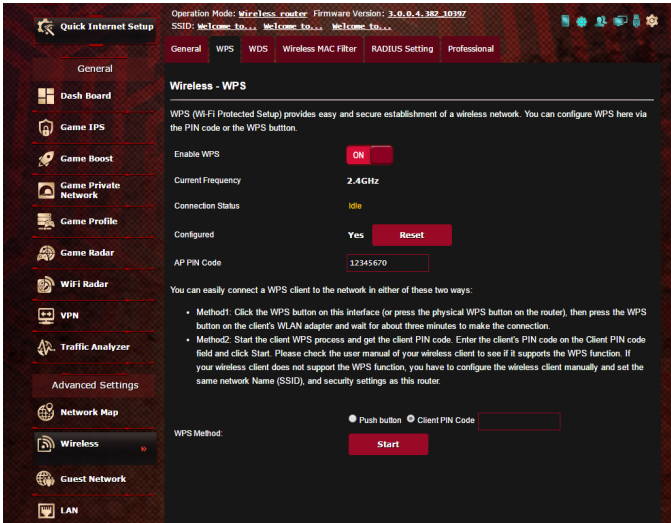 Quick Internet Setup
Operation Mode: Wireless router Firmware Version: 3.0.0.4.382_10397
SSID: Welcome to... Welcome to... Welcome to...
General WPS WDS Wireless MAC Filter RADIUS Setting Professional
General
Dash Board
Game IPS
Game Boost
Game Private
Network
Game Profile
Game Radar
WiFi Radar
VPN
Traffic Analyzer
Advanced Settings
Network Map
Wireless
Guest Network
LAN
Wireless - WPS
WPS (Wi-Fi Protected Setup) provides easy and secure establishment of a wireless network. You can configure WPS here via
the PIN code or the WPS buttton.
Enable WPS ON
Current Frequency 2.4GHz
Connection Status Idle
Configured Yes Reset
AP PIN Code 12345670
You can easily connect a WPS client to the network in either of these two ways:
• Method1: Click the WPS button on this interface (or press the physical WPS button on the router), then press the WPS
button on the client's WLAN adapter and wait for about three minutes to make the connection.
• Method2: Start the client WPS process and get the client PIN code. Enter the client's PIN code on the Client PIN code
field and click Start. Please check the user manual of your wireless client to see if it supports the WPS function. If
your wireless client does not support the WPS function, you have to configure the wireless client manually and set the
same network Name (SSID), and security settings as this router.
WPS Method: Push button Client PIN Code
Start